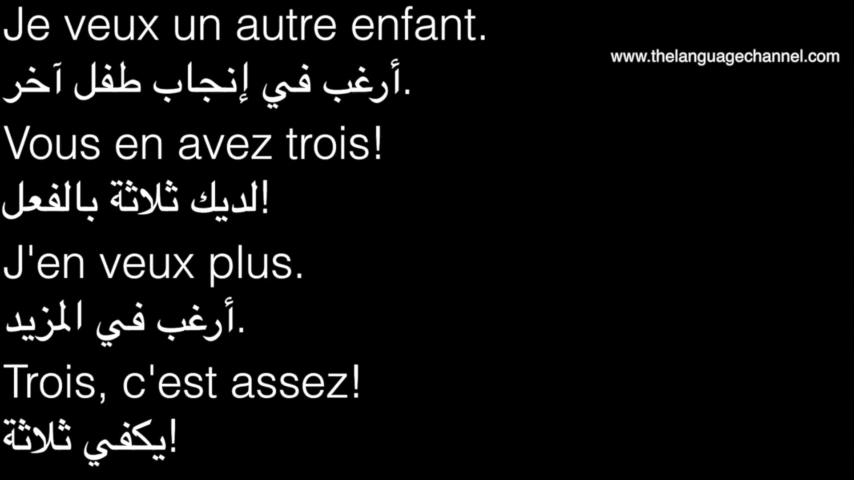 Je veux un autre enfant.
www.thelanguagechannel.com
أرغب في إنجاب طفل آخر.
Vous en avez trois!
لديك ثلاثة بالفعل!
J'en veux plus.
أرغب في المزيد.
Trois, c'est assez!
يكفي ثلاثة!